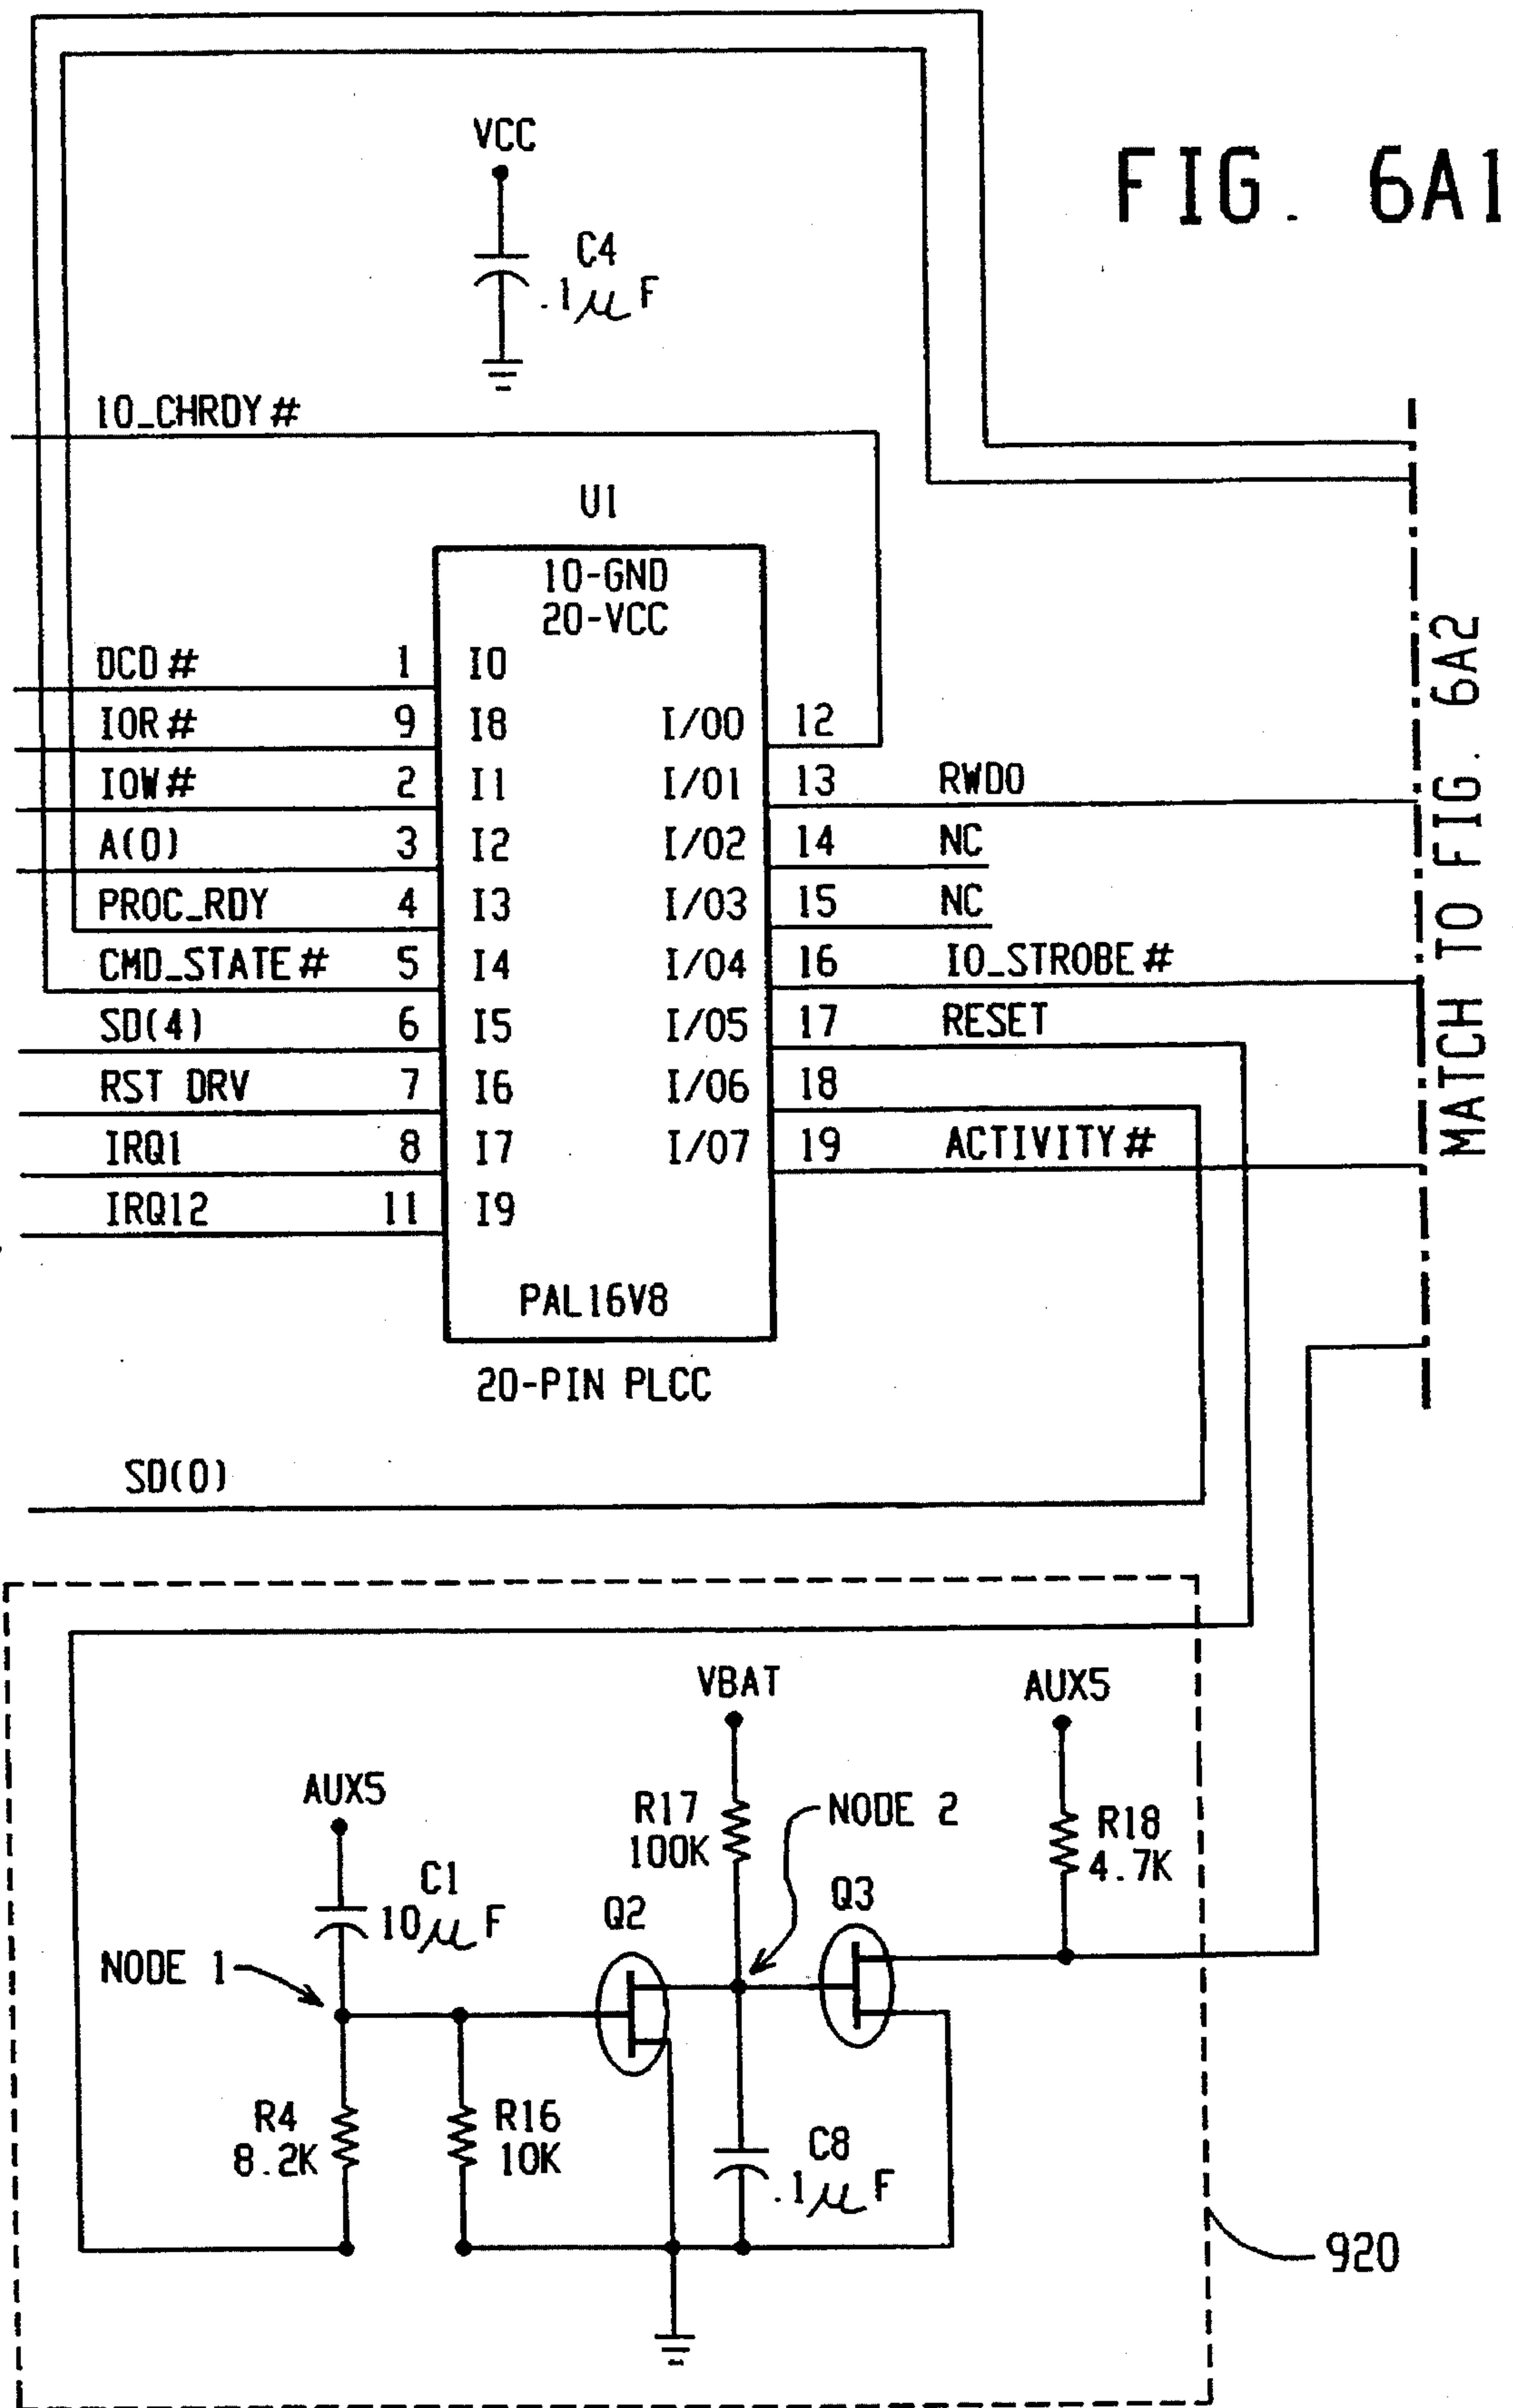 FIG. 6A1
VCC
C4
.1μF
IO_CHRDY#
U1
10-GND
20-VCC
DCD# 1 I0
IOR# 9 I8 I/O0 12
IOW# 2 I1 I/O1 13 RWD0
A(0) 3 I2 I/O2 14 NC
PROC_RDY 4 I3 I/O3 15 NC
CMD_STATE# 5 I4 I/O4 16 IO_STROBE#
SD(4) 6 I5 I/O5 17 RESET
RST DRV 7 I6 I/O6 18
IRQ1 8 I7 I/O7 19 ACTIVITY#
IRQ12 11 I9
PAL16V8
20-PIN PLCC
MATCH TO FIG. 6A2
SD(0)
VBAT
AUX5
AUX5
R17
100K
NODE 2
R18
4.7K
C1
10μF
Q2
Q3
NODE 1
R4
8.2K
R16
10K
C8
.1μF
920